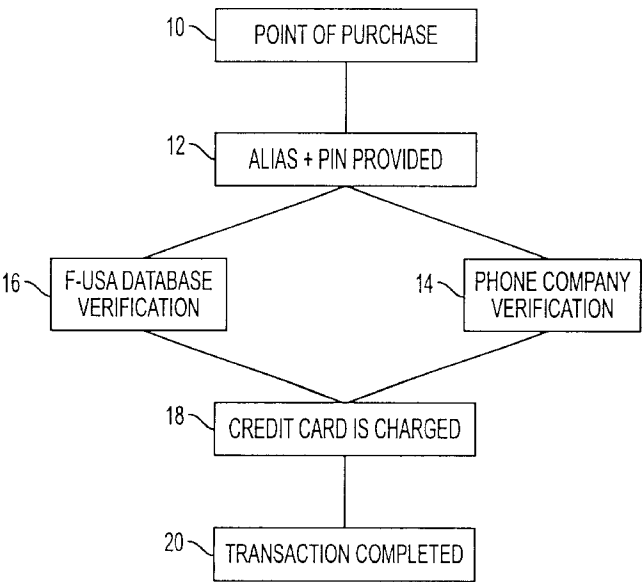 10 POINT OF PURCHASE
12 ALIAS + PIN PROVIDED
16 F-USA DATABASE
VERIFICATION
14 PHONE COMPANY
VERIFICATION
18 CREDIT CARD IS CHARGED
20 TRANSACTION COMPLETED